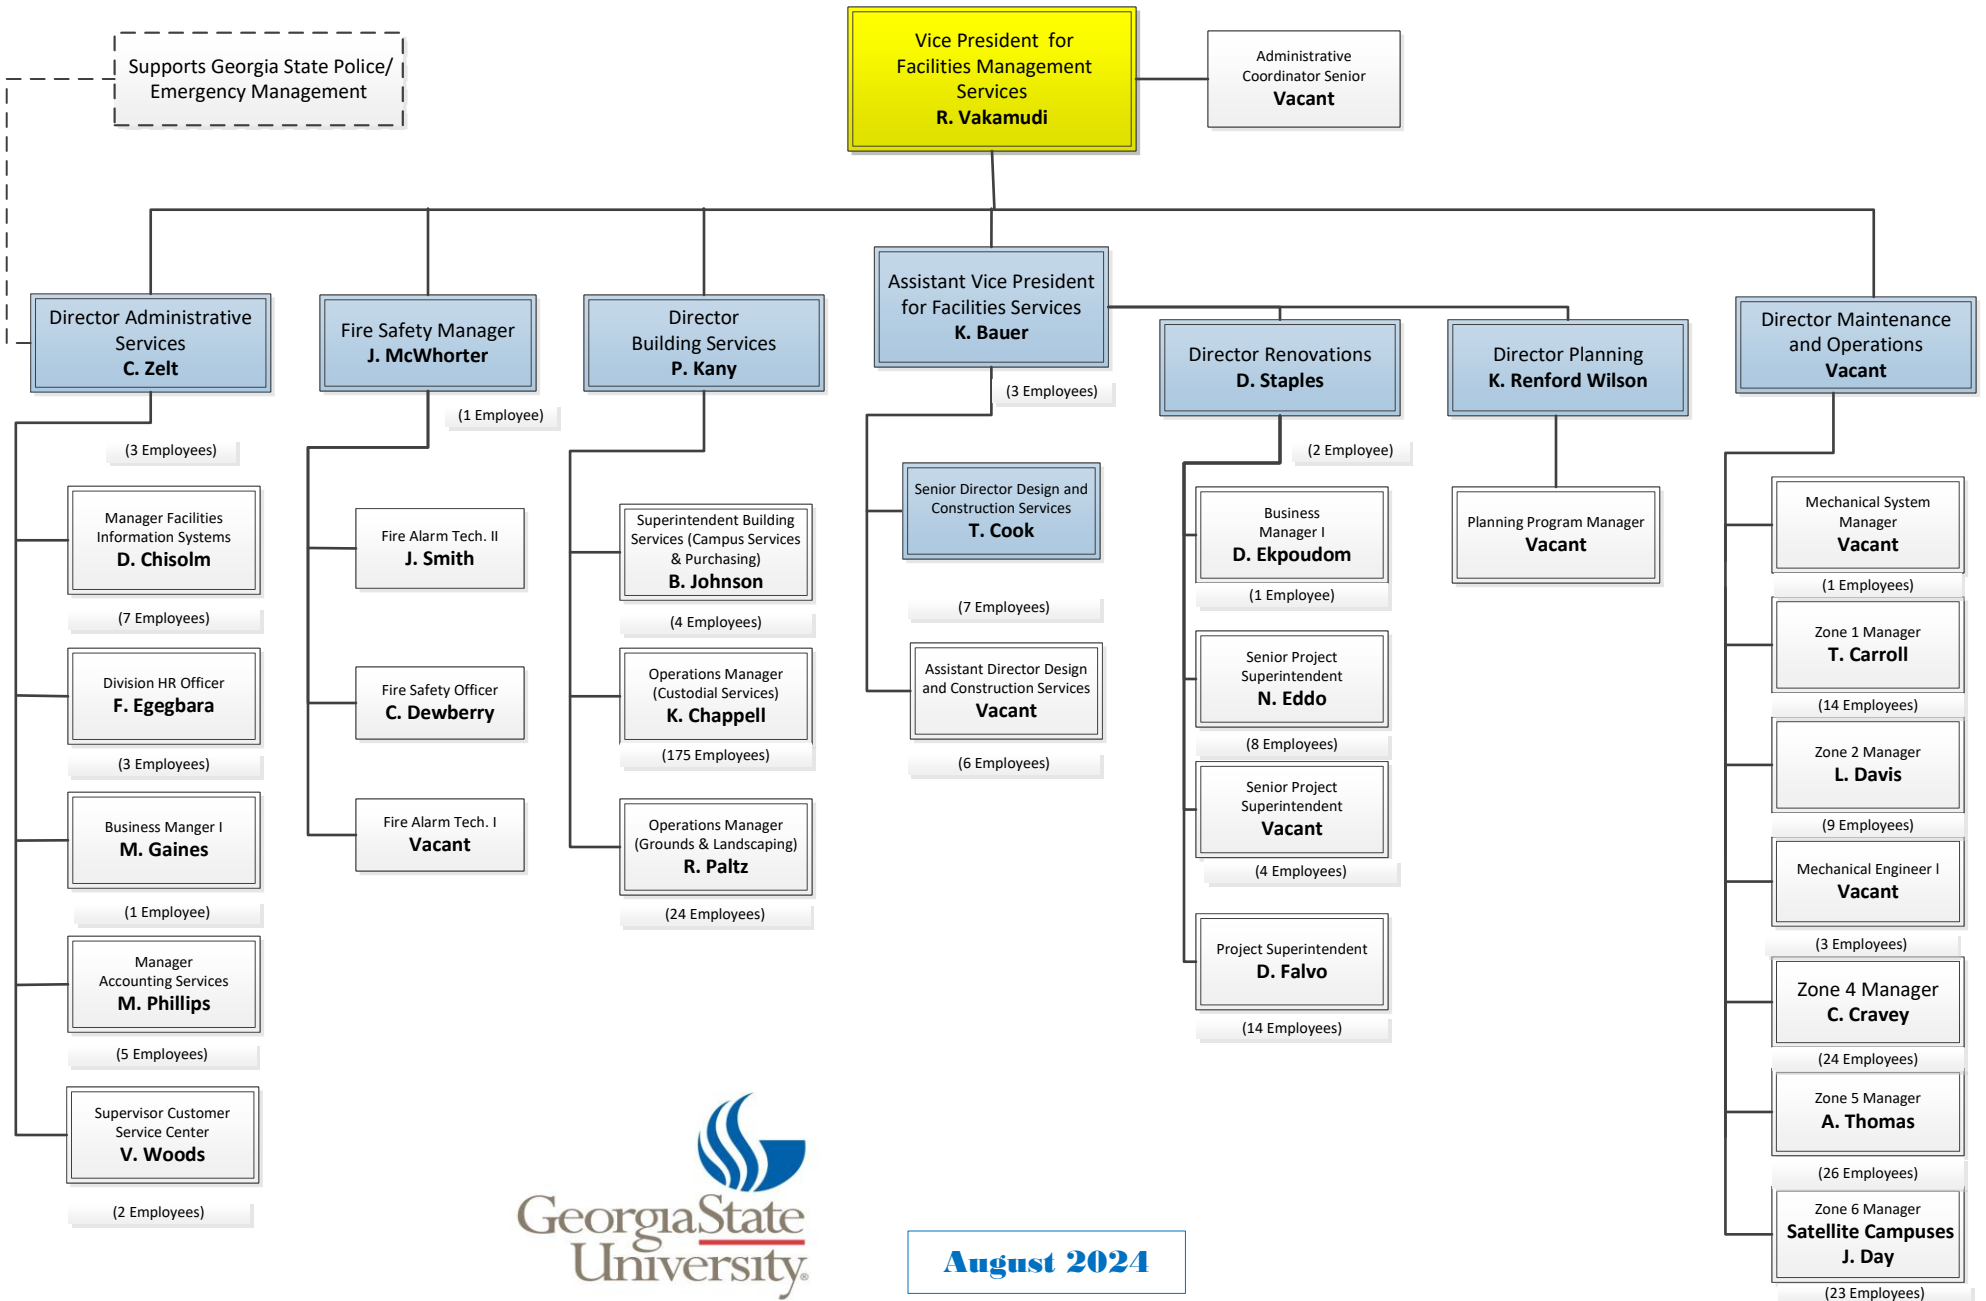 Supports Georgia State Police/
Emergency Management
Vice President for
Facilities Management
Services
R. Vakamudi
Administrative
Coordinator Senior
Vacant
Director Administrative
Services
C. Zelt
(3 Employees)
Manager Facilities
Information Systems
D. Chisolm
(7 Employees)
Division HR Officer
F. Egegbara
(3 Employees)
Business Manger I
M. Gaines
(1 Employee)
Manager
Accounting Services
M. Phillips
(5 Employees)
Supervisor Customer
Service Center
V. Woods
(2 Employees)
Fire Safety Manager
J. McWhorter
(1 Employee)
Fire Alarm Tech. II
J. Smith
Fire Safety Officer
C. Dewberry
Fire Alarm Tech. I
Vacant
Director
Building Services
P. Kany
Superintendent Building
Services (Campus Services
& Purchasing)
B. Johnson
(4 Employees)
Operations Manager
(Custodial Services)
K. Chappell
(175 Employees)
Operations Manager
(Grounds & Landscaping)
R. Paltz
(24 Employees)
Assistant Vice President
for Facilities Services
K. Bauer
(3 Employees)
Senior Director Design and
Construction Services
T. Cook
(7 Employees)
Assistant Director Design
and Construction Services
Vacant
(6 Employees)
Director Renovations
D. Staples
(2 Employee)
Business
Manager I
D. Ekpoudom
(1 Employee)
Senior Project
Superintendent
N. Eddo
(8 Employees)
Senior Project
Superintendent
Vacant
(4 Employees)
Project Superintendent
D. Falvo
(14 Employees)
Director Planning
K. Renford Wilson
Planning Program Manager
Vacant
Director Maintenance
and Operations
Vacant
Mechanical System
Manager
Vacant
(1 Employees)
Zone 1 Manager
T. Carroll
(14 Employees)
Zone 2 Manager
L. Davis
(9 Employees)
Mechanical Engineer l
Vacant
(3 Employees)
Zone 4 Manager
C. Cravey
(24 Employees)
Zone 5 Manager
A. Thomas
(26 Employees)
Zone 6 Manager
Satellite Campuses
J. Day
(23 Employees)
GeorgiaState
University®
August 2024